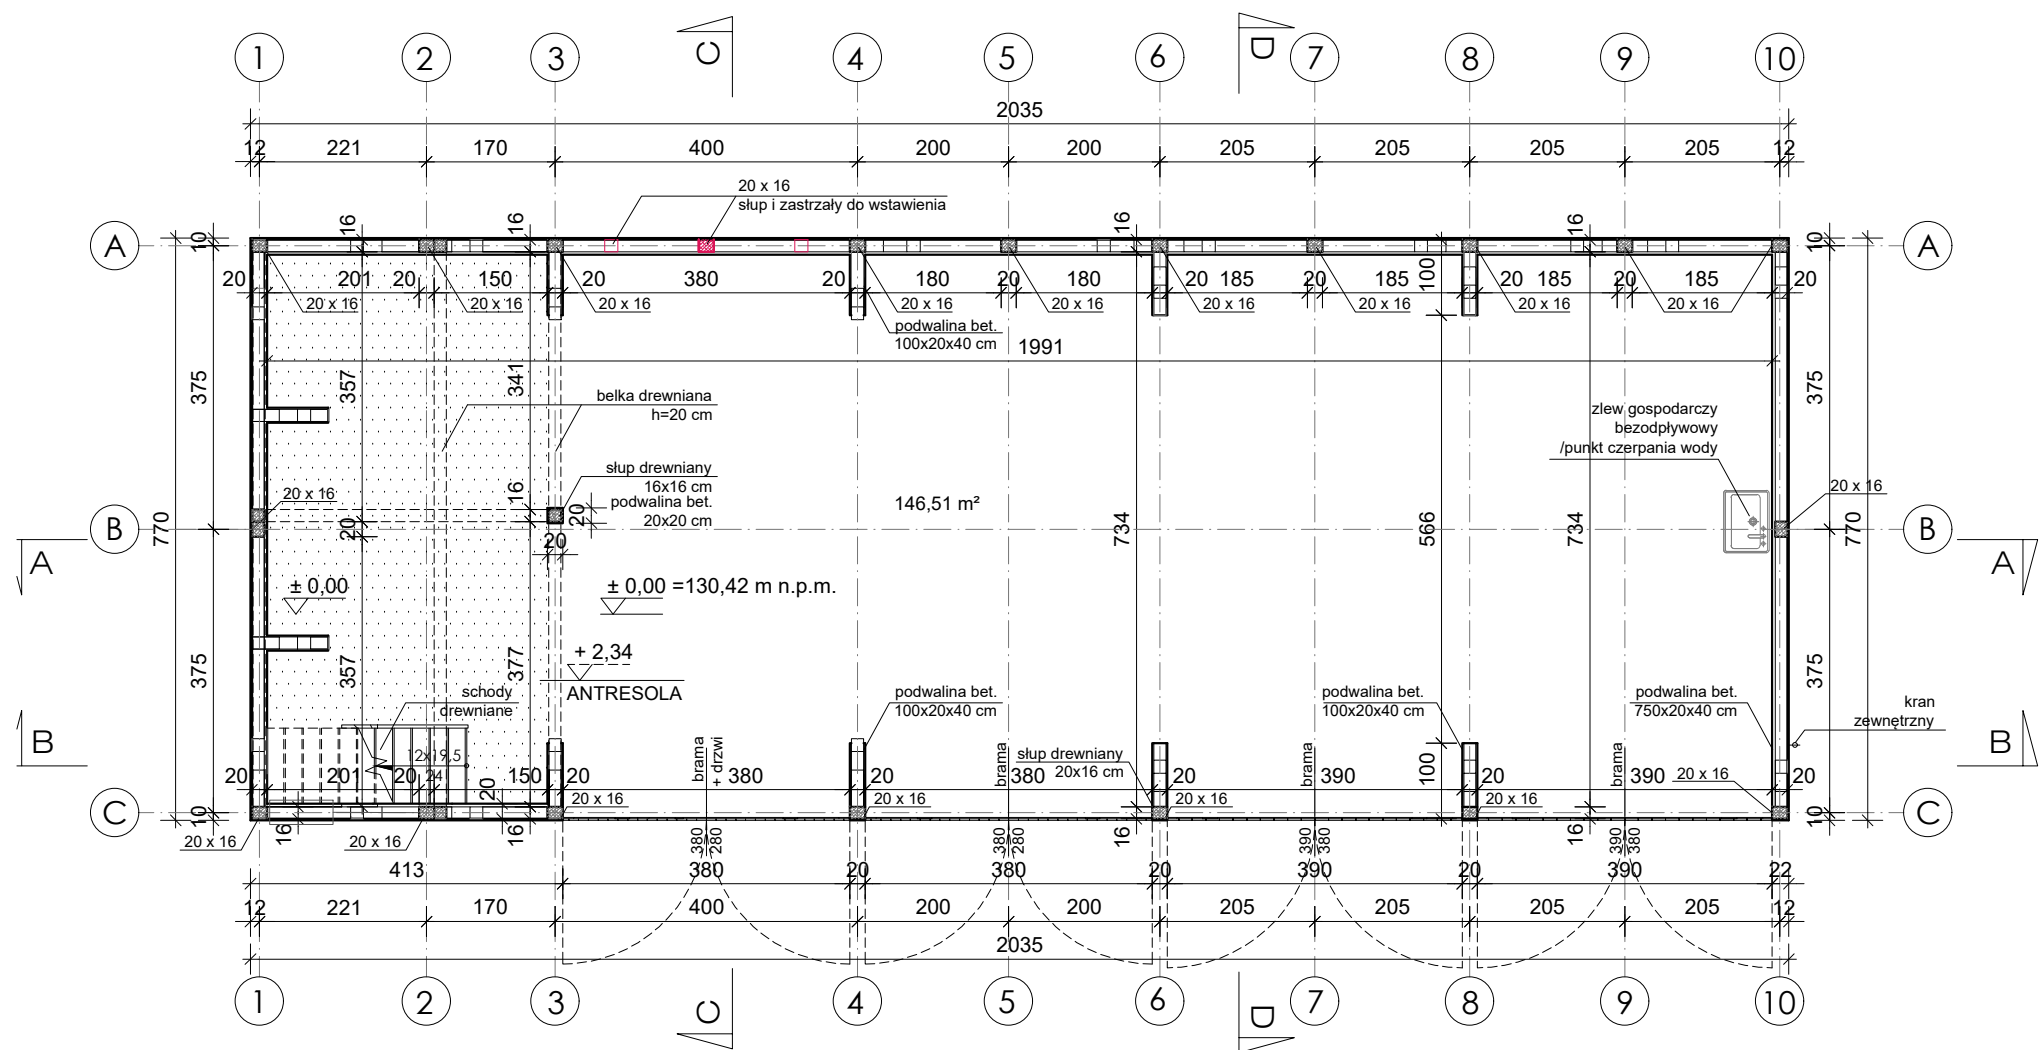 1 2 3 C 4 5 6 D 7 8 9 10
2035
12 221 170 400 200 200 205 205 205 205 12
20 x 16
słup i zastrzały do wstawienia
16 16 16 16
A 10 10 A
20 201 20 150 20 380 20 180 20 180 20 185 20 185 100 20 185 20 185 20
20 x 16 20 x 16 20 x 16 20 x 16 20 x 16 20 x 16 20 x 16 20 x 16 20 x 16
podwalina bet.
100x20x40 cm
1991
375 357 341 375
belka drewniana
h=20 cm
zlew gospodarczy
bezodpływowy
/punkt czerpania wody
słup drewniany
16x16 cm
podwalina bet.
20x20 cm
20 x 16 16 20 20 x 16
146,51 m²
B 770 20 20 734 566 734 770 B
A A
± 0,00
± 0,00 =130,42 m n.p.m.
+ 2,34
ANTRESOLA
375 357 377 375
schody
drewniane
podwalina bet.
100x20x40 cm
podwalina bet.
100x20x40 cm
podwalina bet.
750x20x40 cm
kran
zewnętrzny
B B
12x19,5
24
brama
+ drzwi
brama
słup drewniany
20x16 cm
brama
100
brama
20 201 20 20 150 20 380 20 380 20 390 20 390 20
20 x 16 20 x 16 20 x 16 20 x 16 20 x 16
C 10 10 C
20 x 16 16 20 x 16 16 16 16
380
280
380
280
390
380
390
380
413 380 20 380 20 390 20 390 22
12 221 170 400 200 200 205 205 205 205 12
2035
1 2 3 C 4 5 6 D 7 8 9 10